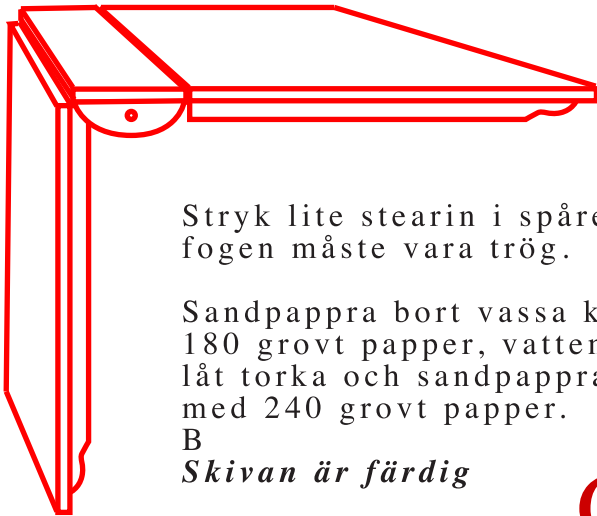 Stryk lite stearin i spåre
fogen måste vara trög.
Sandpappra bort vassa k
180 grovt papper, vatten
låt torka och sandpappra
med 240 grovt papper.
B
Skivan är färdig